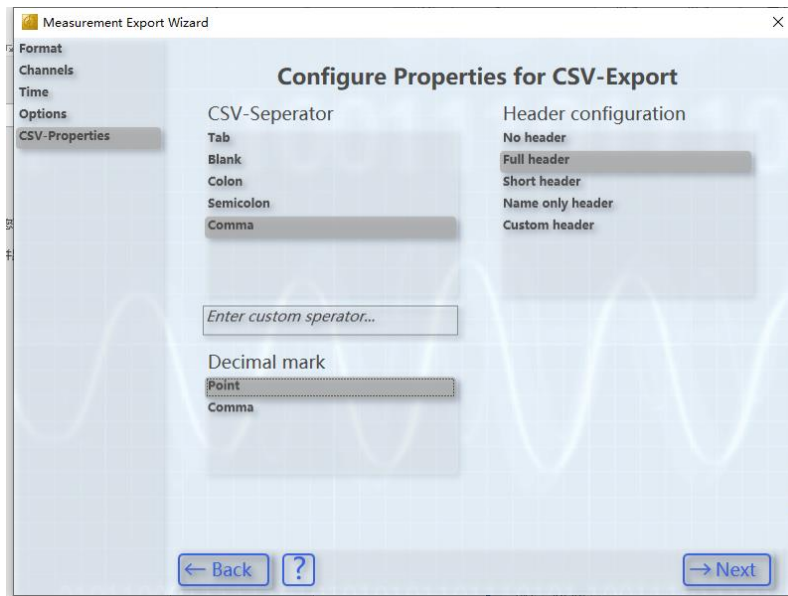 Measurement Export Wizard
Format
Channels
Time
Options
CSV-Properties
Configure Properties for CSV-Export
CSV-Seperator
Tab
Blank
Colon
Semicolon
Comma
Enter custom sperator...
Decimal mark
Point
Comma
Header configuration
No header
Full header
Short header
Name only header
Custom header
← Back
?
→ Next